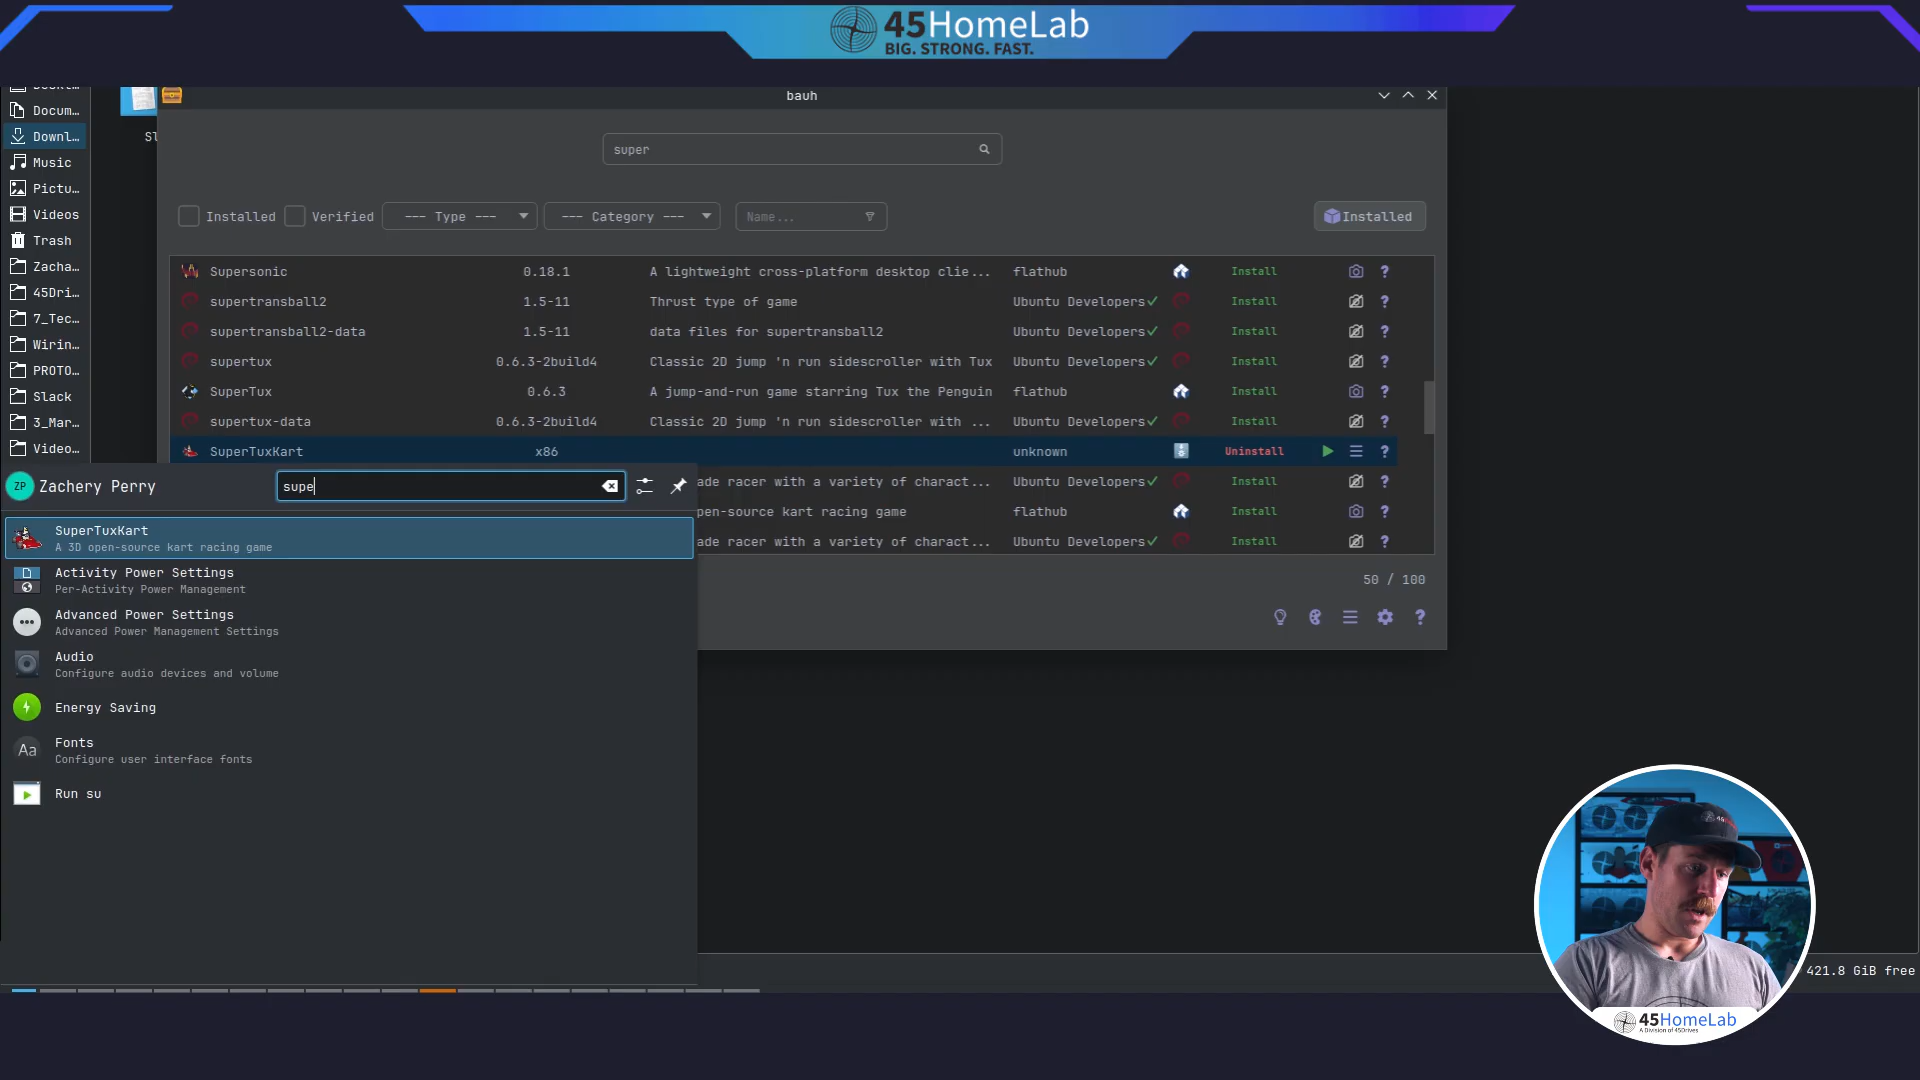 45HomeLab
BIG. STRONG. FAST.
Docum...
Downl...
Music
Pictu...
Videos
Trash
Zacha...
45Dri...
7_Tec...
Wirin...
PROTO...
Slack
3_Mar...
Video...
Sl
bauh
super
Installed Verified --- Type --- --- Category --- Name... Installed
Supersonic 0.18.1 A lightweight cross-platform desktop clie... flathub Install ?
supertransball2 1.5-11 Thrust type of game Ubuntu Developers✓ Install ?
supertransball2-data 1.5-11 data files for supertransball2 Ubuntu Developers✓ Install ?
supertux 0.6.3-2build4 Classic 2D jump 'n run sidescroller with Tux Ubuntu Developers✓ Install ?
SuperTux 0.6.3 A jump-and-run game starring Tux the Penguin flathub Install ?
supertux-data 0.6.3-2build4 Classic 2D jump 'n run sidescroller with ... Ubuntu Developers✓ Install ?
SuperTuxKart x86 unknown Uninstall ?
ade racer with a variety of charact... Ubuntu Developers✓ Install ?
pen-source kart racing game flathub Install ?
ade racer with a variety of charact... Ubuntu Developers✓ Install ?
50 / 100
?
ZP Zachery Perry supe
SuperTuxKart
A 3D open-source kart racing game
Activity Power Settings
Per-Activity Power Management
Advanced Power Settings
Advanced Power Management Settings
Audio
Configure audio devices and volume
Energy Saving
Aa Fonts
Configure user interface fonts
Run su
421.8 GiB free
45HomeLab
A Division of 45Drives